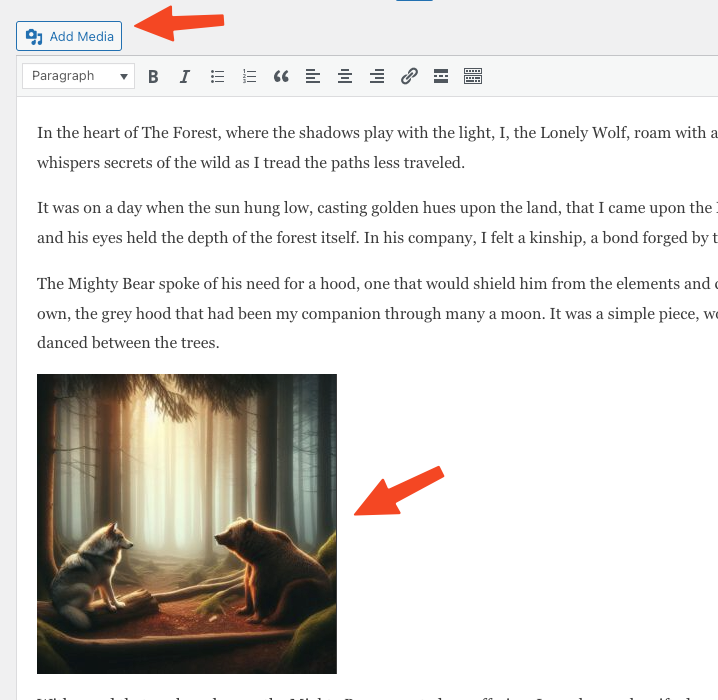 Add Media
Paragraph
In the heart of The Forest, where the shadows play with the light, I, the Lonely Wolf, roam with a
whispers secrets of the wild as I tread the paths less traveled.
It was on a day when the sun hung low, casting golden hues upon the land, that I came upon the
and his eyes held the depth of the forest itself. In his company, I felt a kinship, a bond forged by
The Mighty Bear spoke of his need for a hood, one that would shield him from the elements and
own, the grey hood that had been my companion through many a moon. It was a simple piece,
danced between the trees.